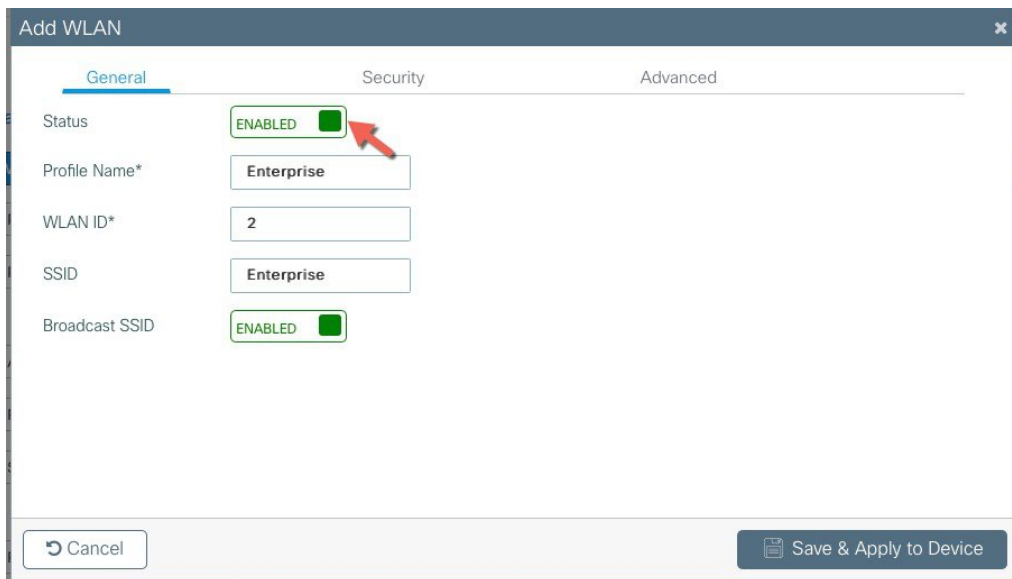 Add WLAN
General Security Advanced
Status ENABLED
Profile Name* Enterprise
WLAN ID* 2
SSID Enterprise
Broadcast SSID ENABLED
Cancel Save & Apply to Device